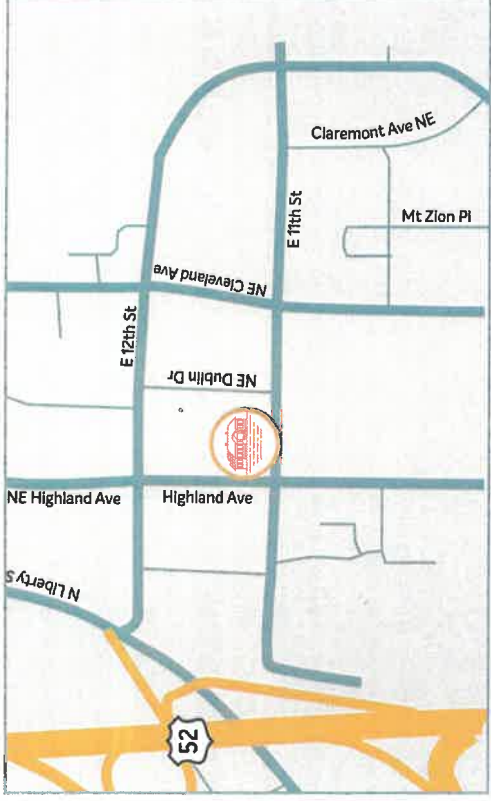 Claremont Ave NE
Mt Zion Pl
E 11th St
NE Cleveland Ave
E 12th St
NE Dublin Dr
NE Highland Ave
Highland Ave
N Liberty S
52